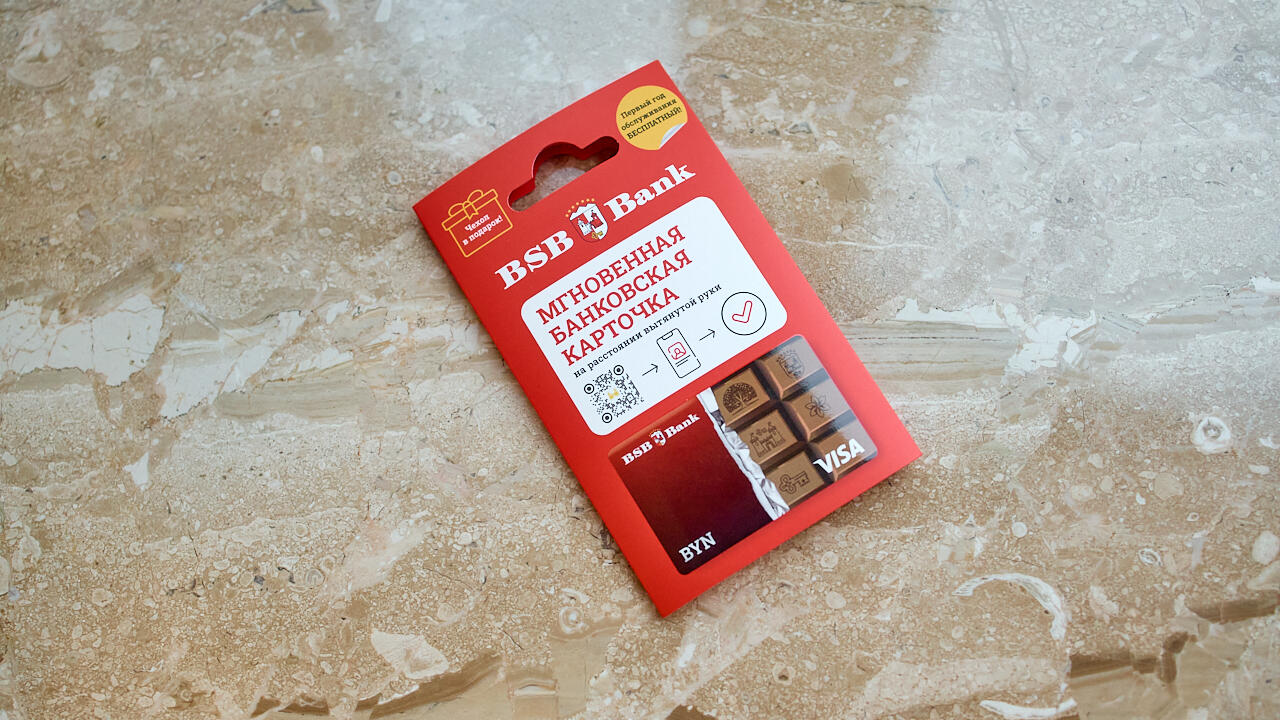 Первый год
обслуживания
БЕСПЛАТНЫЙ!
Чехол
в подарок!
BSB Bank
МГНОВЕННАЯ
БАНКОВСКАЯ
КАРТОЧКА
на расстоянии вытянутой руки
BSB Bank
VISA
BYN